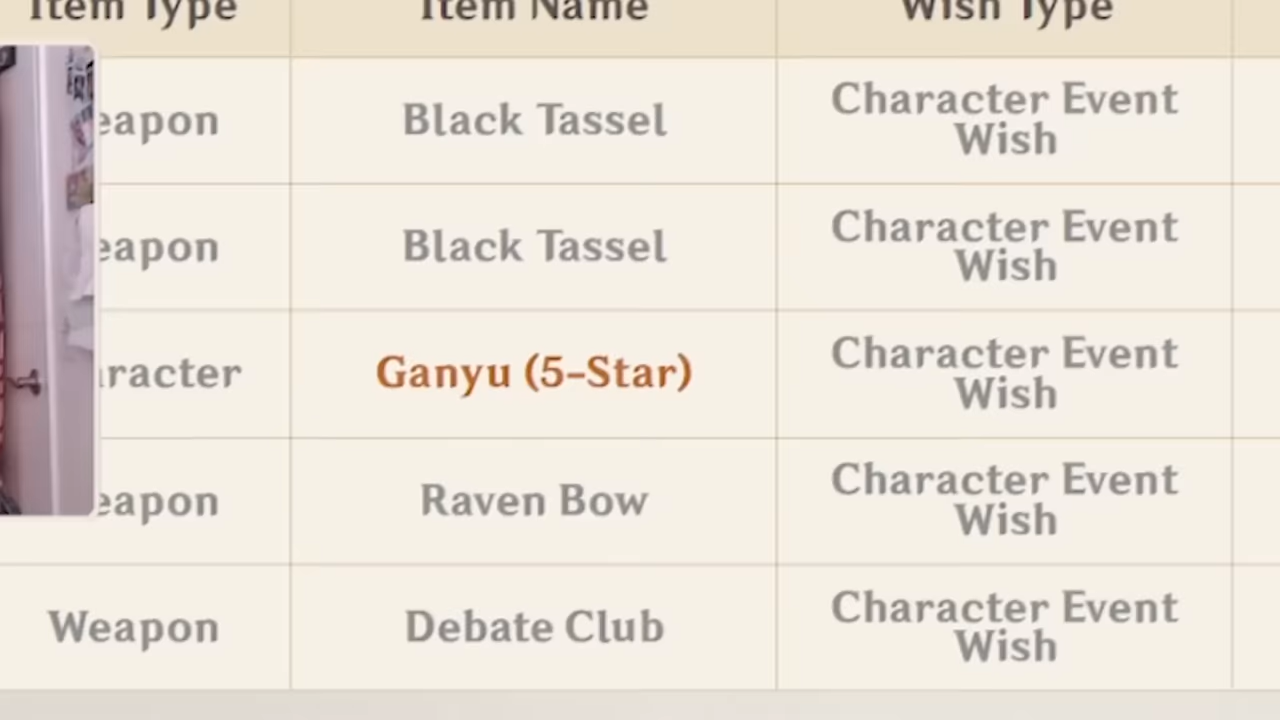 Item Type Item Name Wish Type
eapon Black Tassel Character Event
Wish
eapon Black Tassel Character Event
Wish
racter Ganyu (5-Star) Character Event
Wish
eapon Raven Bow Character Event
Wish
Weapon Debate Club Character Event
Wish